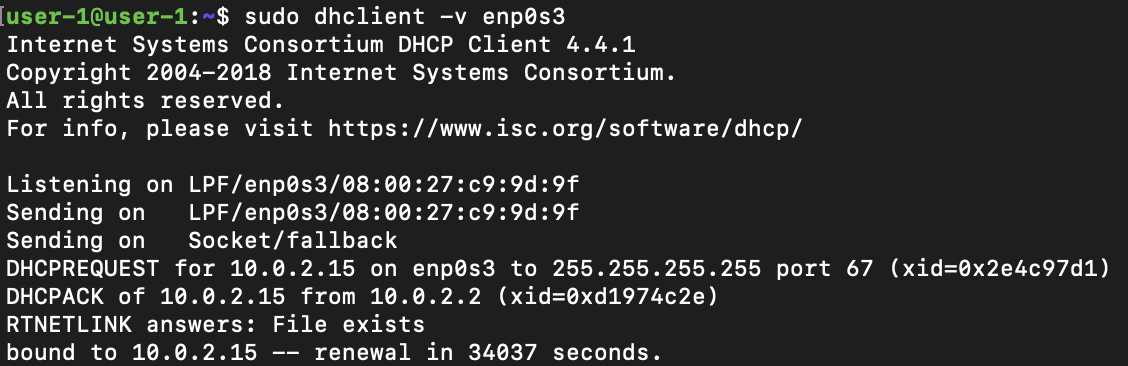 [user-1@user-1:~$ sudo dhclient -v enp0s3
Internet Systems Consortium DHCP Client 4.4.1
Copyright 2004-2018 Internet Systems Consortium.
All rights reserved.
For info, please visit https://www.isc.org/software/dhcp/
Listening on LPF/enp0s3/08:00:27:c9:9d:9f
Sending on   LPF/enp0s3/08:00:27:c9:9d:9f
Sending on   Socket/fallback
DHCPREQUEST for 10.0.2.15 on enp0s3 to 255.255.255.255 port 67 (xid=0x2e4c97d1)
DHCPACK of 10.0.2.15 from 10.0.2.2 (xid=0xd1974c2e)
RTNETLINK answers: File exists
bound to 10.0.2.15 -- renewal in 34037 seconds.